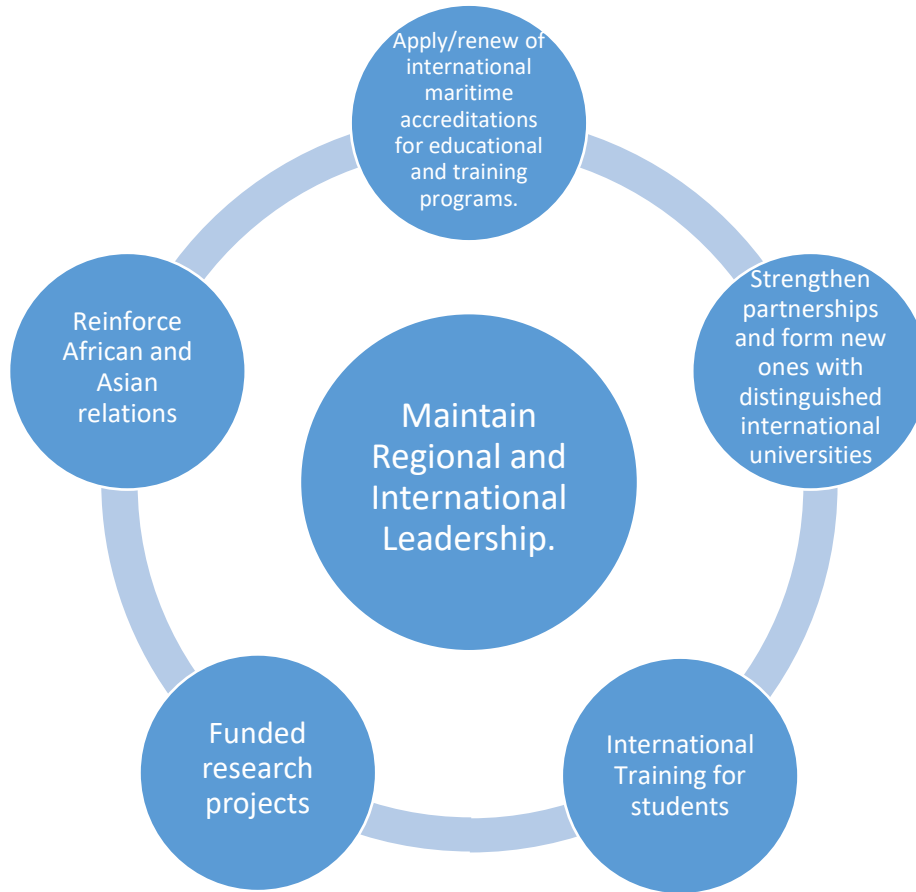 Apply/renew of
international
maritime
accreditations
for educational
and training
programs.
Strengthen
partnerships
and form new
ones with
distinguished
international
universities
International
Training for
students
Funded
research
projects
Reinforce
African and
Asian
relations
Maintain
Regional and
International
Leadership.